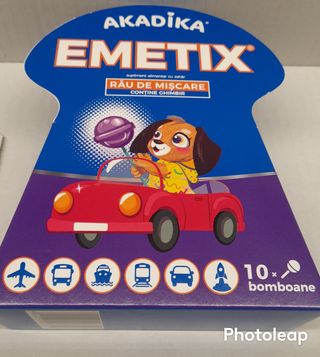 AKADIKA®
EMETIX®
supliment alimentar cu zahăr
RĂU DE MIȘCARE
CONȚINE GHIMBIR
10 ×
bomboane
Photoleap